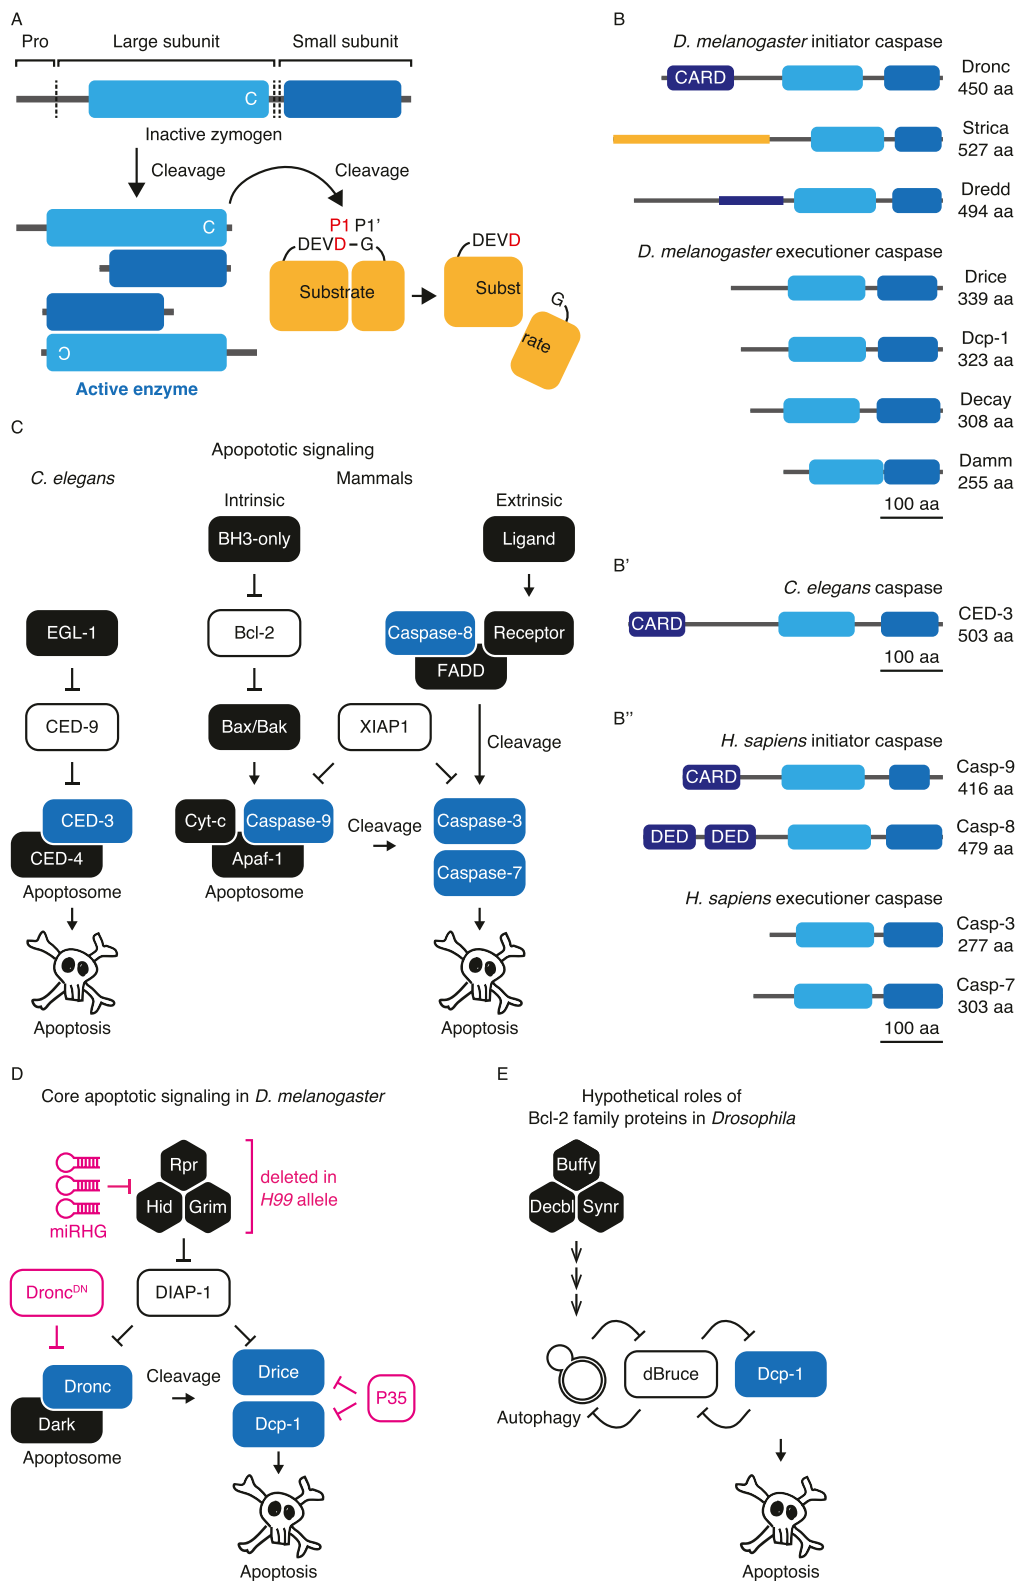 A
Pro
Large subunit
Small subunit
C
Inactive zymogen
Cleavage
Cleavage
C
P1 P1'
DEVD – G
Substrate
DEVD
Subst
G
rate
C
Active enzyme
B
D. melanogaster initiator caspase
CARD
Dronc
450 aa
Strica
527 aa
Dredd
494 aa
D. melanogaster executioner caspase
Drice
339 aa
Dcp-1
323 aa
Decay
308 aa
Damm
255 aa
100 aa
B'
C. elegans caspase
CARD
CED-3
503 aa
100 aa
B''
H. sapiens initiator caspase
CARD
Casp-9
416 aa
DED
DED
Casp-8
479 aa
H. sapiens executioner caspase
Casp-3
277 aa
Casp-7
303 aa
100 aa
C
Apopototic signaling
C. elegans
Mammals
Intrinsic
Extrinsic
BH3-only
Ligand
EGL-1
Bcl-2
Caspase-8
Receptor
FADD
CED-9
Bax/Bak
XIAP1
Cleavage
CED-3
CED-4
Apoptosome
Cyt-c
Caspase-9
Apaf-1
Apoptosome
Cleavage
Caspase-3
Caspase-7
Apoptosis
Apoptosis
D
Core apoptotic signaling in D. melanogaster
miRHG
Rpr
Hid
Grim
deleted in
H99 allele
DroncDN
DIAP-1
Dronc
Dark
Apoptosome
Cleavage
Drice
Dcp-1
P35
Apoptosis
E
Hypothetical roles of
Bcl-2 family proteins in Drosophila
Buffy
Decbl
Synr
Autophagy
dBruce
Dcp-1
Apoptosis